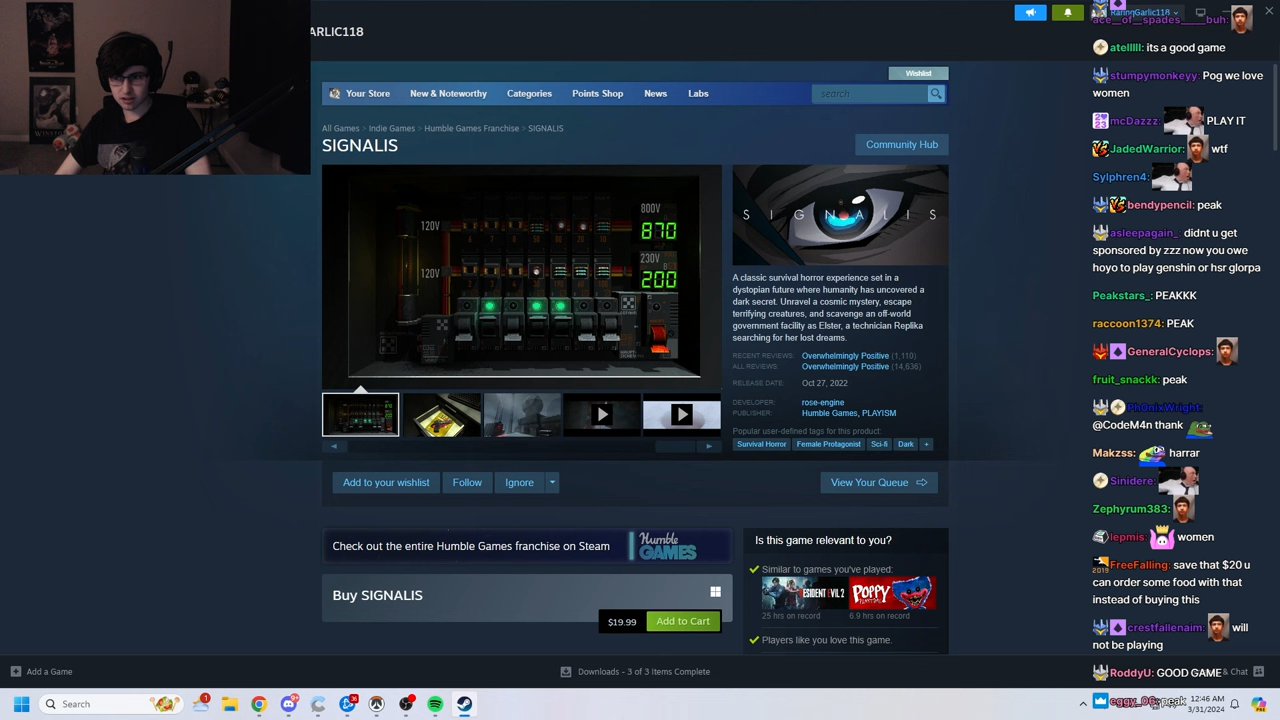 ARLIC118
RaringGarlic118
Wishlist
Your Store
New & Noteworthy
Categories
Points Shop
News
Labs
search
All Games > Indie Games > Humble Games Franchise > SIGNALIS
SIGNALIS
Community Hub
120V
120V
800V
870
230V
200
SIGNALIS
A classic survival horror experience set in a
dystopian future where humanity has uncovered a
dark secret. Unravel a cosmic mystery, escape
terrifying creatures, and scavenge an off-world
government facility as Elster, a technician Replika
searching for her lost dreams.
RECENT REVIEWS: Overwhelmingly Positive (1,110)
ALL REVIEWS: Overwhelmingly Positive (14,636)
RELEASE DATE: Oct 27, 2022
DEVELOPER: rose-engine
PUBLISHER: Humble Games, PLAYISM
Popular user-defined tags for this product:
Survival Horror Female Protagonist Sci-fi Dark +
Add to your wishlist
Follow
Ignore
View Your Queue
Check out the entire Humble Games franchise on Steam
Humble
GAMES
Is this game relevant to you?
Similar to games you've played:
RESIDENT EVIL 2
POPPY
25 hrs on record
6.9 hrs on record
Players like you love this game.
Buy SIGNALIS
$19.99
Add to Cart
Add a Game
Downloads - 3 of 3 Items Complete
& Chat
ace__of_spades_____buh:
atellll: its a good game
stumpymonkeyy: Pog we love
women
mcDazzz: PLAY IT
JadedWarrior: wtf
Sylphren4:
bendypencil: peak
asleepagain_: didnt u get
sponsored by zzz now you owe
hoyo to play genshin or hsr glorpa
Peakstars_: PEAKKK
raccoon1374: PEAK
GeneralCyclops:
fruit_snackk: peak
Ph0nixWright:
@CodeM4n thank
Makzss: harrar
Sinidere:
Zephyrum383:
lepmis: women
FreeFalling: save that $20 u
can order some food with that
instead of buying this
crestfallenaim: will
not be playing
RoddyU: GOOD GAME
eggy_06: peak
Search
12:46 AM
3/31/2024